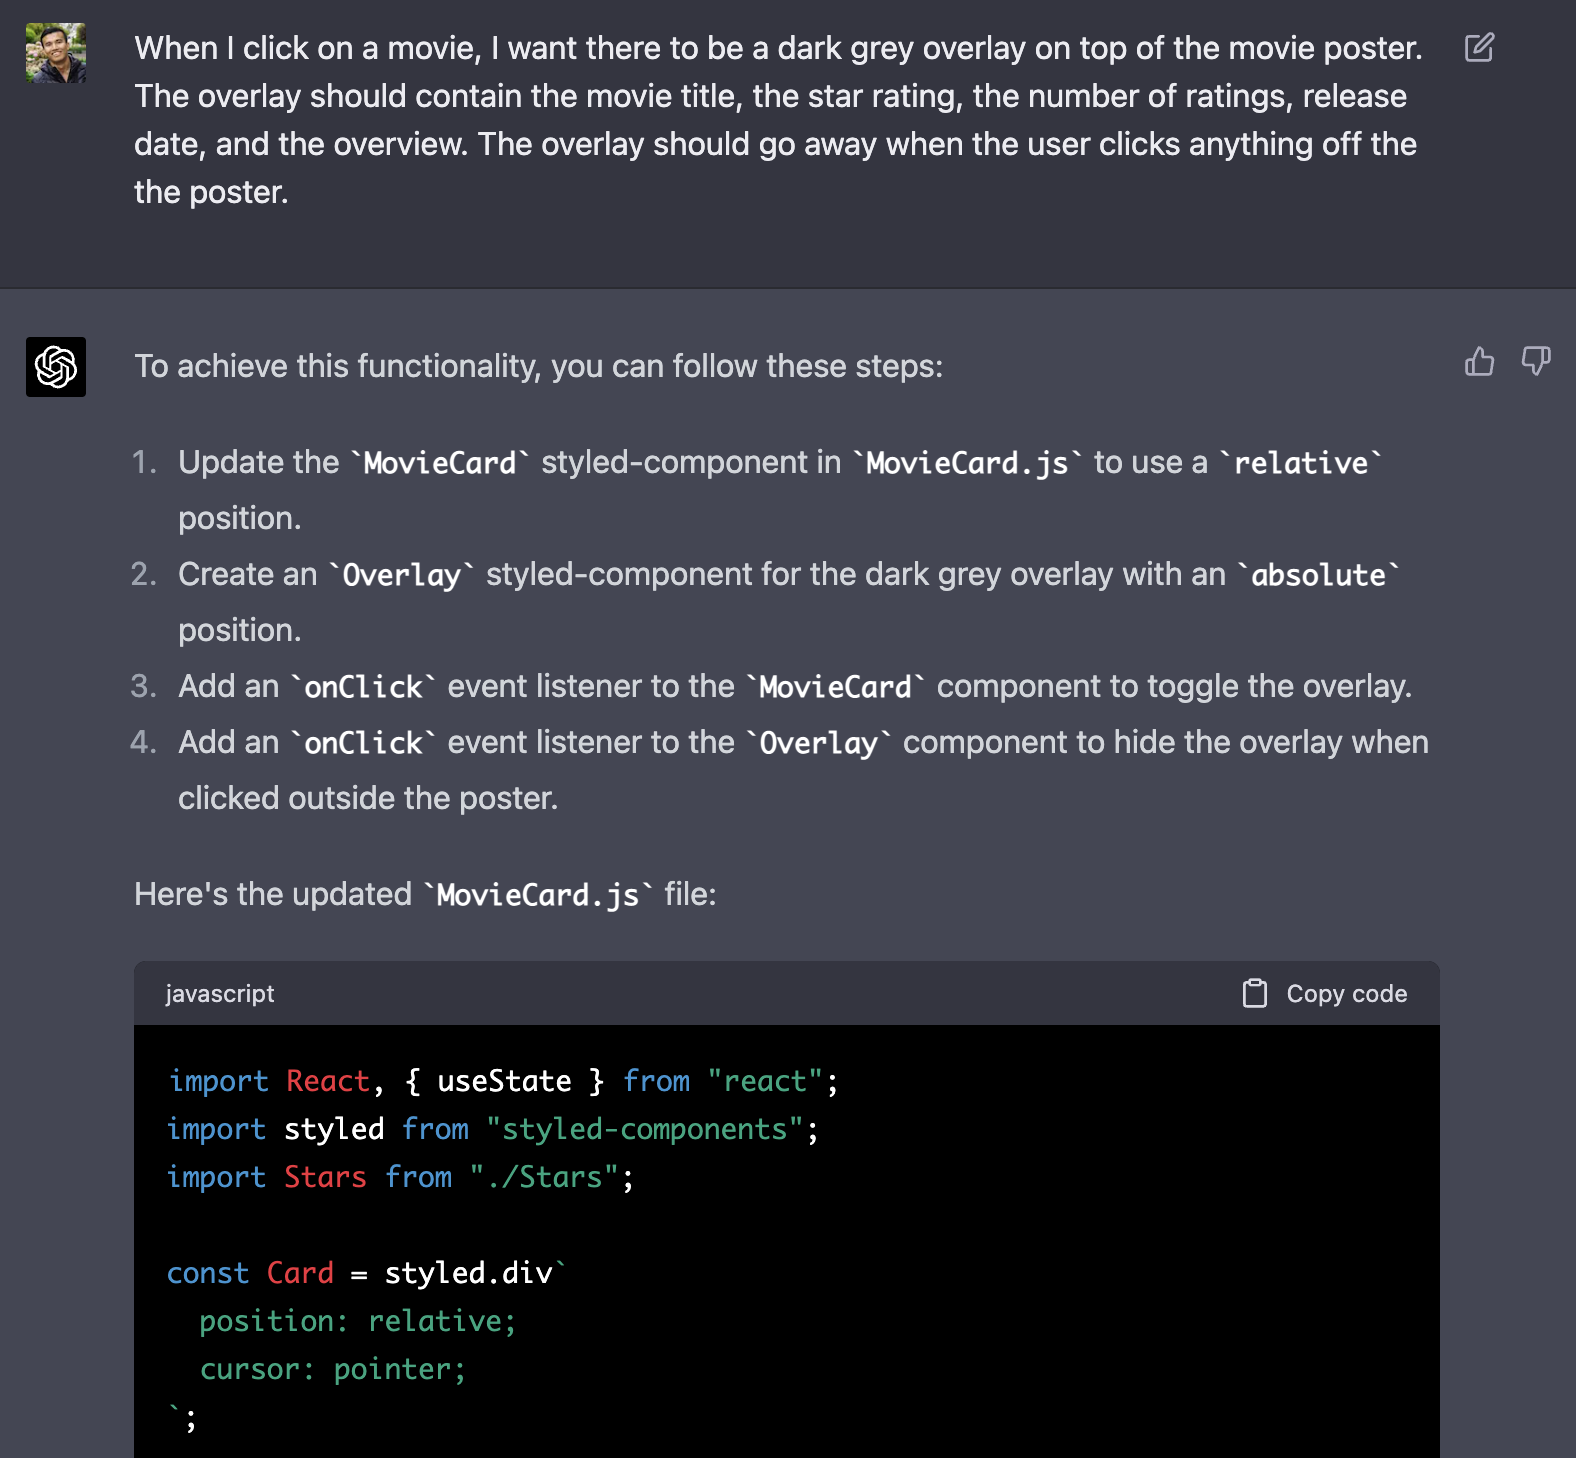 When I click on a movie, I want there to be a dark grey overlay on top of the movie poster.
The overlay should contain the movie title, the star rating, the number of ratings, release
date, and the overview. The overlay should go away when the user clicks anything off the
the poster.
To achieve this functionality, you can follow these steps:
1. Update the `MovieCard` styled-component in `MovieCard.js` to use a `relative`
position.
2. Create an `Overlay` styled-component for the dark grey overlay with an `absolute`
position.
3. Add an `onClick` event listener to the `MovieCard` component to toggle the overlay.
4. Add an `onClick` event listener to the `Overlay` component to hide the overlay when
clicked outside the poster.
Here's the updated `MovieCard.js` file:
javascript Copy code
import React, { useState } from "react";
import styled from "styled-components";
import Stars from "./Stars";
const Card = styled.div`
  position: relative;
  cursor: pointer;
`;